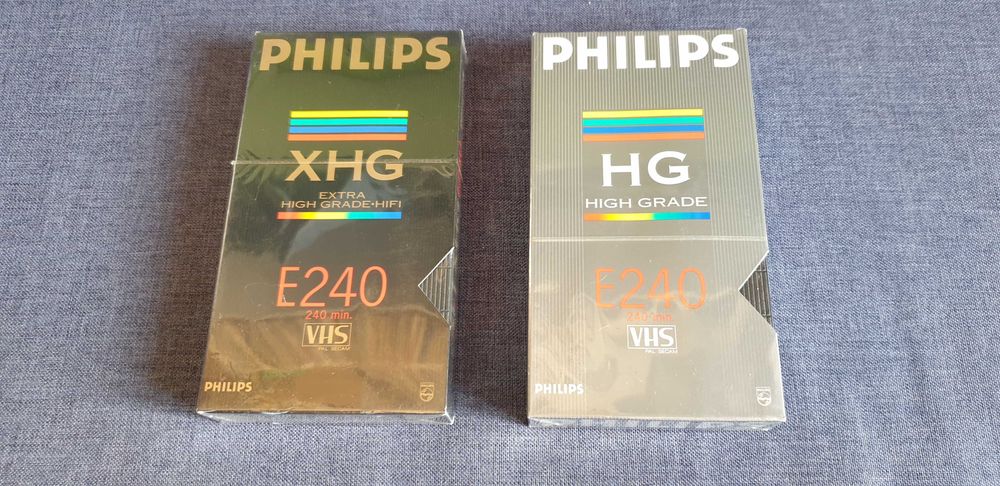 PHILIPS
XHG
EXTRA
HIGH GRADE•HIFI
E240
240 min.
VHS
PAL SECAM
PHILIPS
PHILIPS
HG
HIGH GRADE
E240
240 min.
VHS
PAL SECAM
PHILIPS